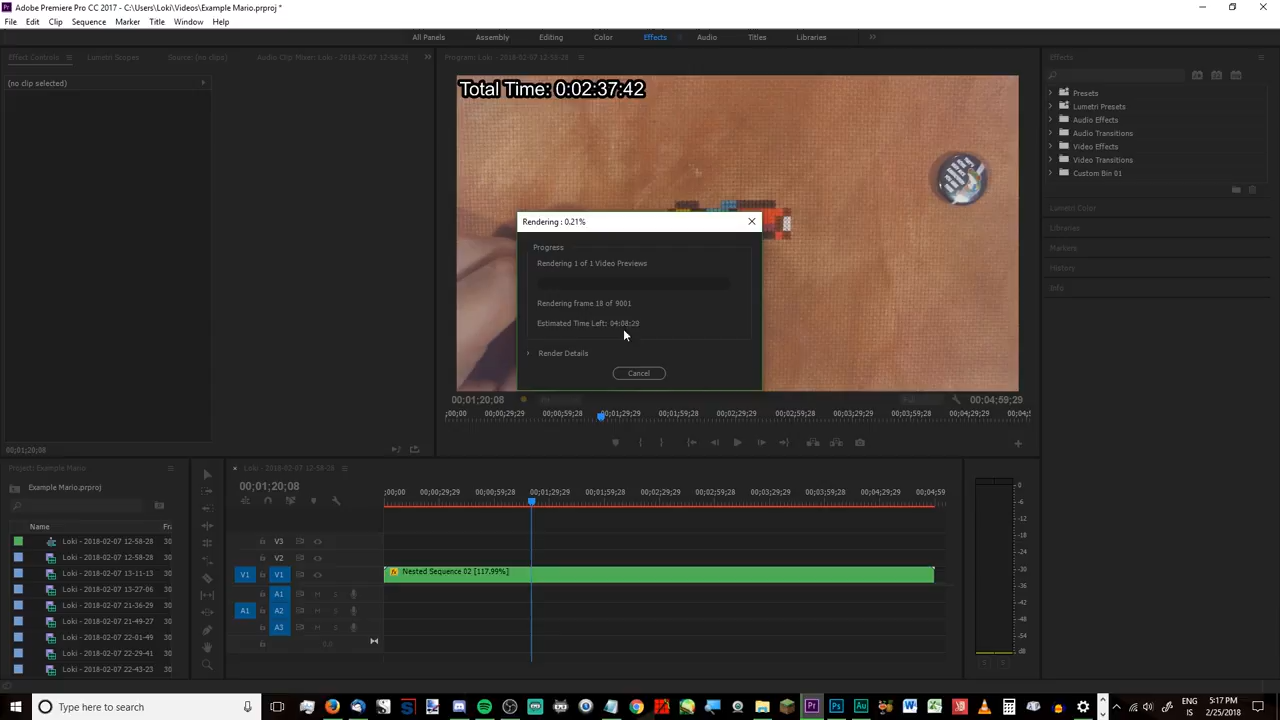 Adobe Premiere Pro CC 2017 - C:\Users\Loki\Videos\Example Mario.prproj *
File Edit Clip Sequence Marker Title Window Help
All Panels Assembly Editing Color Effects Audio Titles Libraries
Effect Controls Lumetri Scopes Source: (no clips) Audio Clip Mixer: Loki - 2018-02-07 12-58-28
Program: Loki - 2018-02-07 12-58-28
Effects
(no clip selected)
Total Time: 0:02:37:42
Presets
Lumetri Presets
Audio Effects
Audio Transitions
Video Effects
Video Transitions
Custom Bin 01
Lumetri Color
Libraries
Markers
History
Info
Rendering : 0.21%
Progress
Rendering 1 of 1 Video Previews
Rendering frame 18 of 9001
Estimated Time Left: 04:08:29
Render Details
Cancel
00;01;20;08
00;04;59;29
;00;00 00;00;29;29 00;00;59;28 00;01;29;29 00;01;59;28 00;02;29;29 00;02;59;28 00;03;29;29 00;03;59;28 00;04;29;29 00;04;
00;01;20;08
Project: Example Mario
Example Mario.prproj
Name Fra
Loki - 2018-02-07 12-58-28 30
Loki - 2018-02-07 12-58-28 30
Loki - 2018-02-07 13-11-13 30
Loki - 2018-02-07 13-27-06 30
Loki - 2018-02-07 21-36-29 30
Loki - 2018-02-07 21-49-27 30
Loki - 2018-02-07 22-01-49 30
Loki - 2018-02-07 22-29-41 30
Loki - 2018-02-07 22-43-23 30
Loki - 2018-02-07 12-58-28
00;01;20;08
;00;00 00;00;29;29 00;00;59;28 00;01;29;29 00;01;59;28 00;02;29;29 00;02;59;28 00;03;29;29 00;03;59;28 00;04;29;29 00;04;59
V3
V2
V1 V1
Nested Sequence 02 [117.99%]
A1 M S
A1 A2 M S
A3 M S
0.0
0
-6
-12
-18
-24
-30
-36
-42
-48
-54
dB
S S
Type here to search
ENG
IS
5:17 PM
2/25/2018